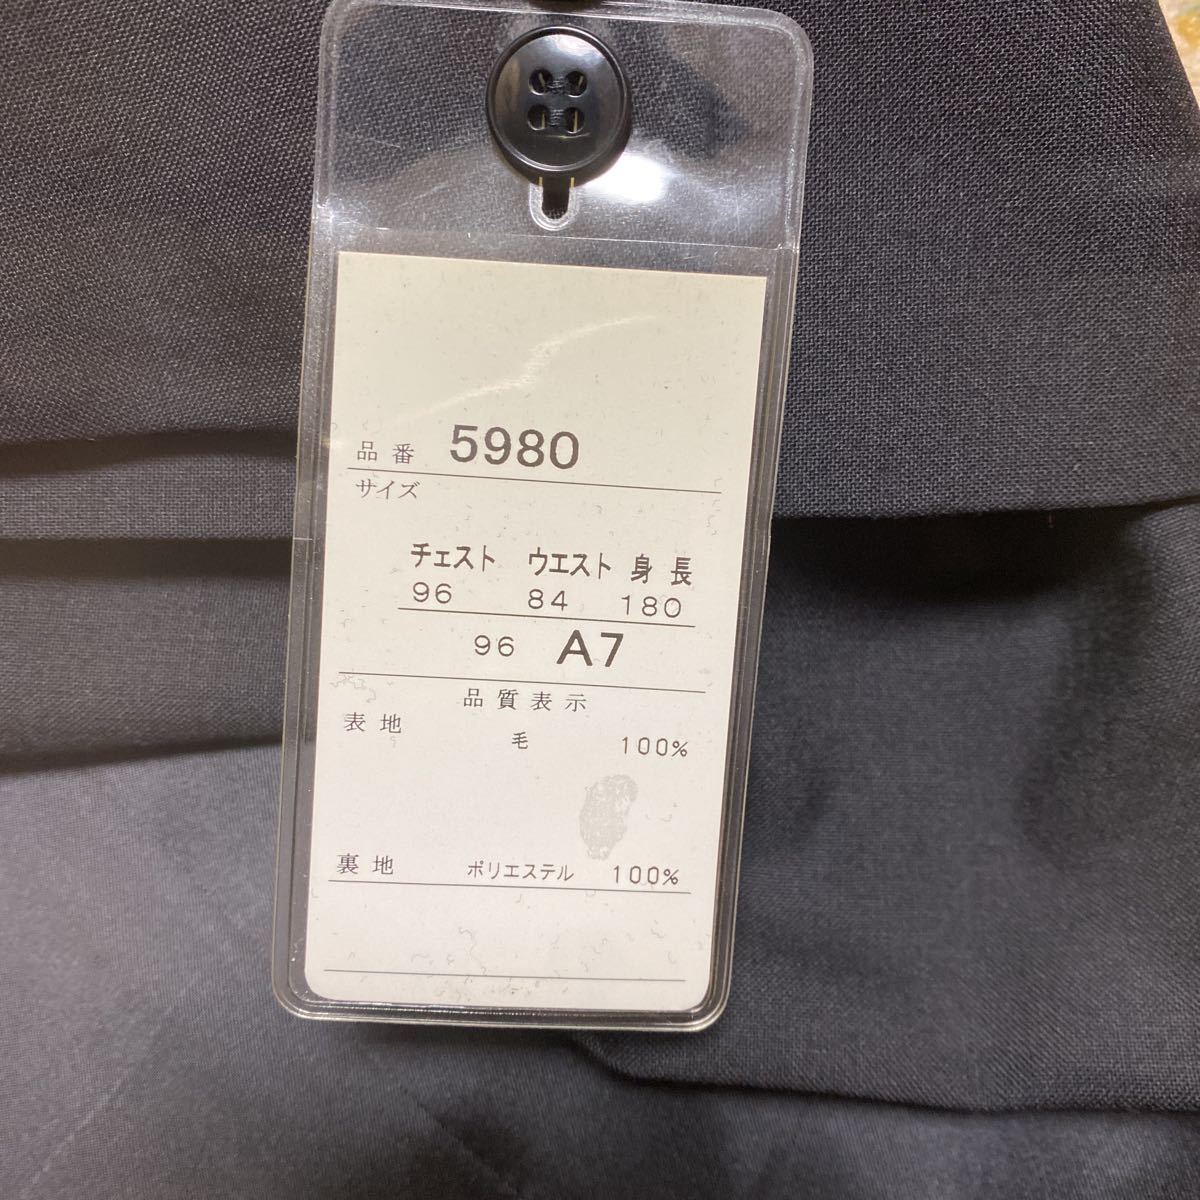 品番 5980
サイズ
チェスト ウエスト 身長
96 84 180
96 A7
品質表示
表地 毛 100%
裏地 ポリエステル 100%